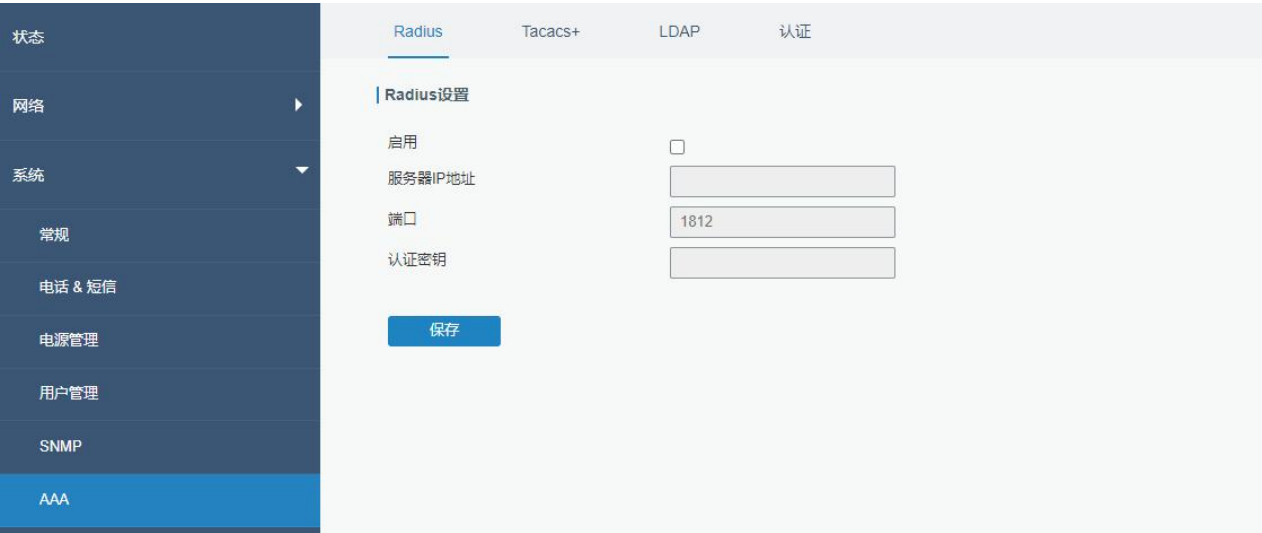 状态
网络
系统
常规
电话 & 短信
电源管理
用户管理
SNMP
AAA
Radius Tacacs+ LDAP 认证
Radius设置
启用
服务器IP地址
端口 1812
认证密钥
保存